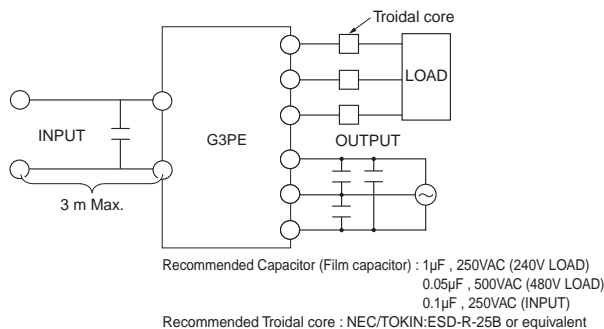 Troidal core
LOAD
INPUT
G3PE
OUTPUT
3 m Max.
Recommended Capacitor (Film capacitor) : 1µF , 250VAC (240V LOAD)
0.05µF , 500VAC (480V LOAD)
0.1µF , 250VAC (INPUT)
Recommended Troidal core : NEC/TOKIN:ESD-R-25B or equivalent